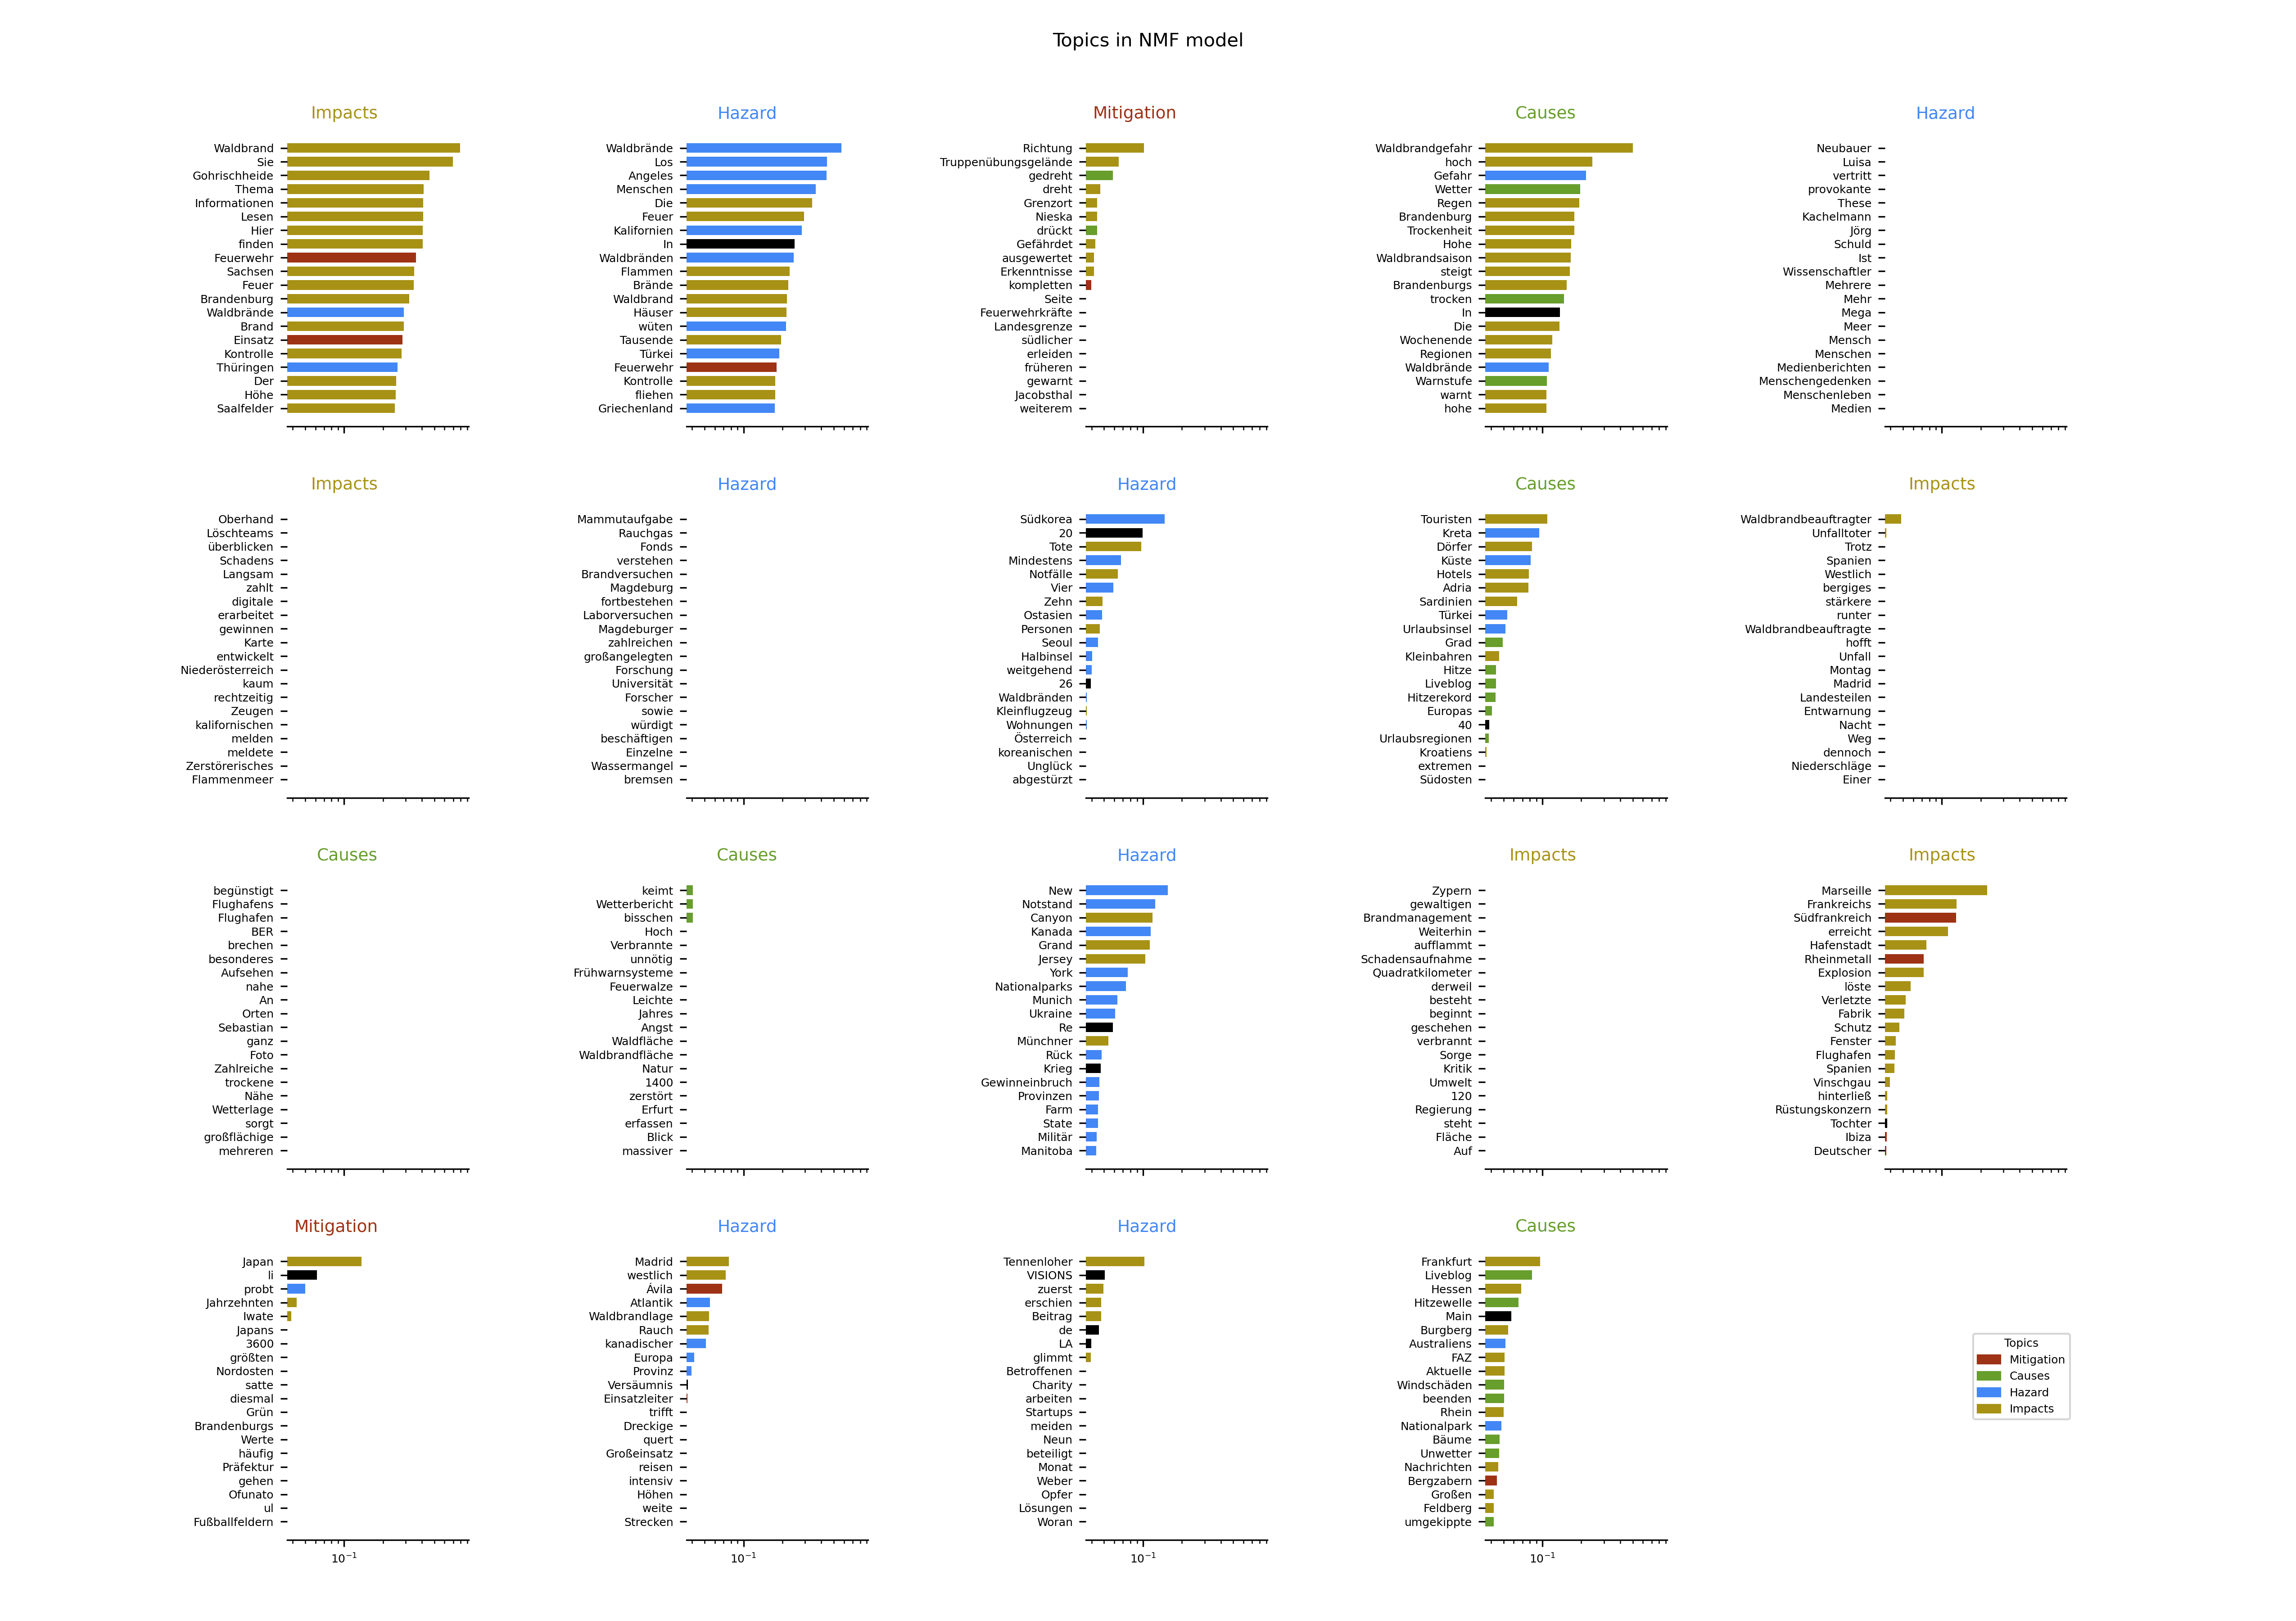 Topics in NMF model
Impacts
Waldbrand
Sie
Gohrischheide
Thema
Informationen
Lesen
Hier
finden
Feuerwehr
Sachsen
Feuer
Brandenburg
Waldbrände
Brand
Einsatz
Kontrolle
Thüringen
Der
Höhe
Saalfelder
Hazard
Waldbrände
Los
Angeles
Menschen
Die
Feuer
Kalifornien
In
Waldbränden
Flammen
Brände
Waldbrand
Häuser
wüten
Tausende
Türkei
Feuerwehr
Kontrolle
fliehen
Griechenland
Mitigation
Richtung
Truppenübungsgelände
gedreht
dreht
Grenzort
Nieska
drückt
Gefährdet
ausgewertet
Erkenntnisse
kompletten
Seite
Feuerwehrkräfte
Landesgrenze
südlicher
erleiden
früheren
gewarnt
Jacobsthal
weiterem
Causes
Waldbrandgefahr
hoch
Gefahr
Wetter
Regen
Brandenburg
Trockenheit
Hohe
Waldbrandsaison
steigt
Brandenburgs
trocken
In
Die
Wochenende
Regionen
Waldbrände
Warnstufe
warnt
hohe
Hazard
Neubauer
Luisa
vertritt
provokante
These
Kachelmann
Jörg
Schuld
Ist
Wissenschaftler
Mehrere
Mehr
Mega
Meer
Mensch
Menschen
Medienberichten
Menschengedenken
Menschenleben
Medien
Impacts
Oberhand
Löschteams
überblicken
Schadens
Langsam
zahlt
digitale
erarbeitet
gewinnen
Karte
entwickelt
Niederösterreich
kaum
rechtzeitig
Zeugen
kalifornischen
melden
meldete
Zerstörerisches
Flammenmeer
Hazard
Mammutaufgabe
Rauchgas
Fonds
verstehen
Brandversuchen
Magdeburg
fortbestehen
Laborversuchen
Magdeburger
zahlreichen
großangelegten
Forschung
Universität
Forscher
sowie
würdigt
beschäftigen
Einzelne
Wassermangel
bremsen
Hazard
Südkorea
20
Tote
Mindestens
Notfälle
Vier
Zehn
Ostasien
Personen
Seoul
Halbinsel
weitgehend
26
Waldbränden
Kleinflugzeug
Wohnungen
Österreich
koreanischen
Unglück
abgestürzt
Causes
Touristen
Kreta
Dörfer
Küste
Hotels
Adria
Sardinien
Türkei
Urlaubsinsel
Grad
Kleinbahren
Hitze
Liveblog
Hitzerekord
Europas
40
Urlaubsregionen
Kroatiens
extremen
Südosten
Impacts
Waldbrandbeauftragter
Unfalltoter
Trotz
Spanien
Westlich
bergiges
stärkere
runter
Waldbrandbeauftragte
hofft
Unfall
Montag
Madrid
Landesteilen
Entwarnung
Nacht
Weg
dennoch
Niederschläge
Einer
Causes
begünstigt
Flughafens
Flughafen
BER
brechen
besonderes
Aufsehen
nahe
An
Orten
Sebastian
ganz
Foto
Zahlreiche
trockene
Nähe
Wetterlage
sorgt
großflächige
mehreren
Causes
keimt
Wetterbericht
bisschen
Hoch
Verbrannte
unnötig
Frühwarnsysteme
Feuerwalze
Leichte
Jahres
Angst
Waldfläche
Waldbrandfläche
Natur
1400
zerstört
Erfurt
erfassen
Blick
massiver
Hazard
New
Notstand
Canyon
Kanada
Grand
Jersey
York
Nationalparks
Munich
Ukraine
Re
Münchner
Rück
Krieg
Gewinneinbruch
Provinzen
Farm
State
Militär
Manitoba
Impacts
Zypern
gewaltigen
Brandmanagement
Weiterhin
aufflammt
Schadensaufnahme
Quadratkilometer
derweil
besteht
beginnt
geschehen
verbrannt
Sorge
Kritik
Umwelt
120
Regierung
steht
Fläche
Auf
Impacts
Marseille
Frankreichs
Südfrankreich
erreicht
Hafenstadt
Rheinmetall
Explosion
löste
Verletzte
Fabrik
Schutz
Fenster
Flughafen
Spanien
Vinschgau
hinterließ
Rüstungskonzern
Tochter
Ibiza
Deutscher
Mitigation
Japan
li
probt
Jahrzehnten
Iwate
Japans
3600
größten
Nordosten
satte
diesmal
Grün
Brandenburgs
Werte
häufig
Präfektur
gehen
Ofunato
ul
Fußballfeldern
10⁻¹
Hazard
Madrid
westlich
Ávila
Atlantik
Waldbrandlage
Rauch
kanadischer
Europa
Provinz
Versäumnis
Einsatzleiter
trifft
Dreckige
quert
Großeinsatz
reisen
intensiv
Höhen
weite
Strecken
10⁻¹
Hazard
Tennenloher
VISIONS
zuerst
erschien
Beitrag
de
LA
glimmt
Betroffenen
Charity
arbeiten
Startups
meiden
Neun
beteiligt
Monat
Weber
Opfer
Lösungen
Woran
10⁻¹
Causes
Frankfurt
Liveblog
Hessen
Hitzewelle
Main
Burgberg
Australiens
FAZ
Aktuelle
Windschäden
beenden
Rhein
Nationalpark
Bäume
Unwetter
Nachrichten
Bergzabern
Großen
Feldberg
umgekippte
10⁻¹
Topics
Mitigation
Causes
Hazard
Impacts